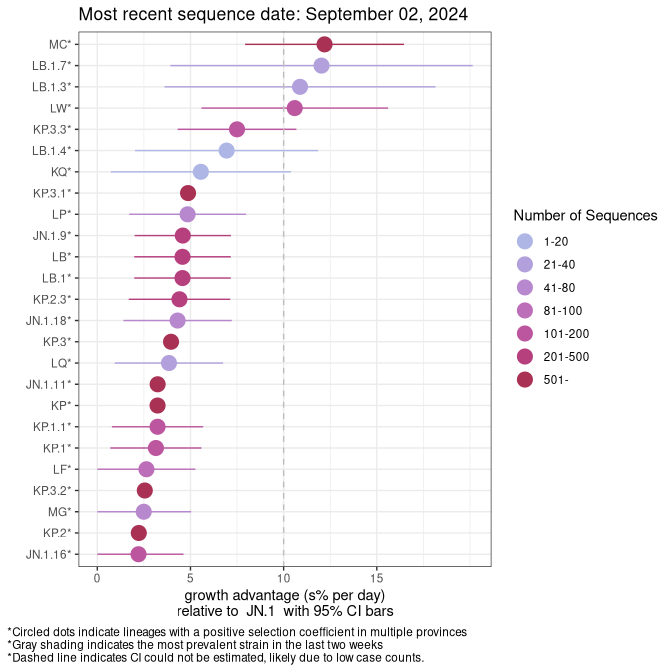 Most recent sequence date: September 02, 2024
MC*
LB.1.7*
LB.1.3*
LW*
KP.3.3*
LB.1.4*
KQ*
KP.3.1*
LP*
JN.1.9*
LB*
LB.1*
KP.2.3*
JN.1.18*
KP.3*
LQ*
JN.1.11*
KP*
KP.1.1*
KP.1*
LF*
KP.3.2*
MG*
KP.2*
JN.1.16*
0 5 10 15
growth advantage (s% per day)
relative to JN.1 with 95% CI bars
Number of Sequences
1-20
21-40
41-80
81-100
101-200
201-500
501-
*Circled dots indicate lineages with a positive selection coefficient in multiple provinces
*Gray shading indicates the most prevalent strain in the last two weeks
*Dashed line indicates CI could not be estimated, likely due to low case counts.